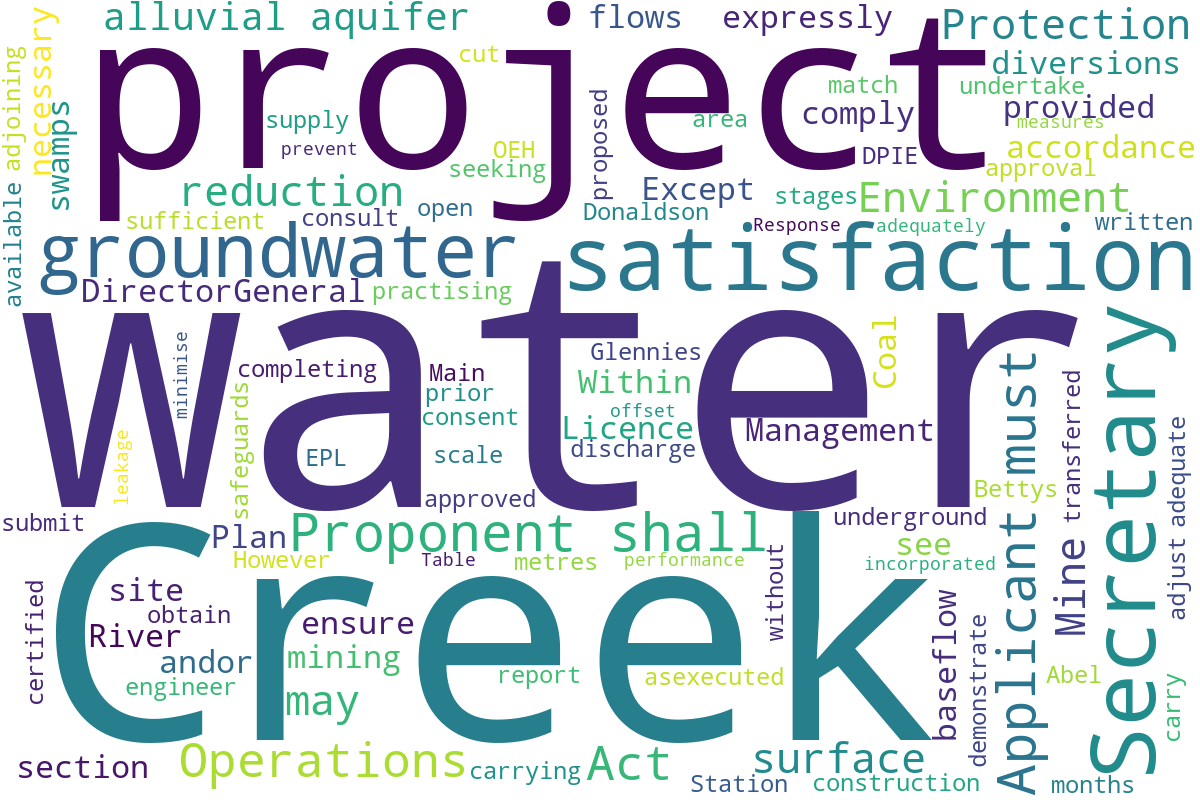 alluvial aquifer
flows
expressly
Protection
project
necessary
adjoining
cut
diversions
match
undertake
provided
swamps
supply
proposed
area
comply
measures
prevent
OEH
seeking
DPIE
accordance
approval
reduction
Except
stages
Environment
available
sufficient
consult
open
Donaldson
Response
adequately
written
groundwater
satisfaction
DirectorGeneral
practising
water
minimise
Glennies
Coal
completing
Main
Within
prior
safeguards
consent
offset
Licence
Management
Applicant must
Secretary
transferred
leakage
EPL
scale
discharge
approved
Bettys
adequate
submit
Plan
Proponent shall
underground
see
However
Table
metres
performance
incorporated
Creek
without
Mine
adjust
certified
site
obtain
River
ensure
andor
mining
engineer
may
report
asexecuted
baseflow
demonstrate
Abel
carry
section
Operations
carrying
Act
surface
Station
construction
months